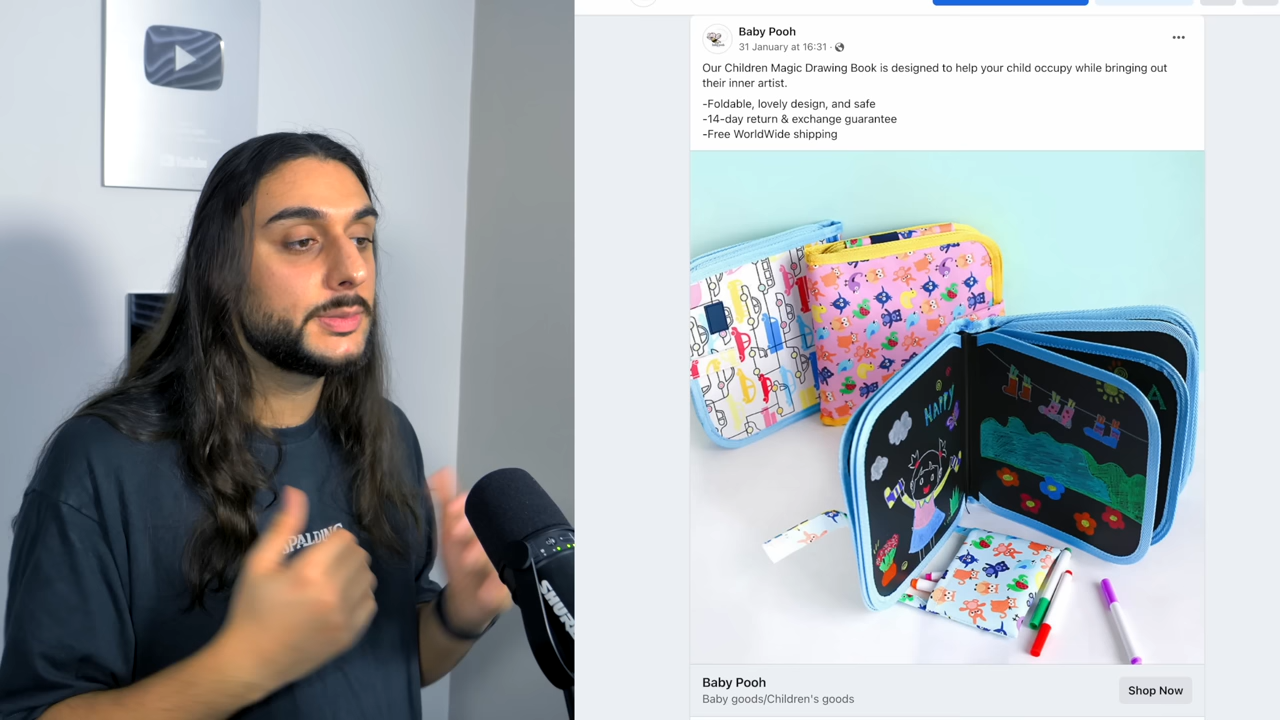 YouTube
SPALDING
SHURE
Baby Pooh
31 January at 16:31 ·
Our Children Magic Drawing Book is designed to help your child occupy while bringing out
their inner artist.
-Foldable, lovely design, and safe
-14-day return & exchange guarantee
-Free WorldWide shipping
HAPPY
A
Baby Pooh
Baby goods/Children's goods
Shop Now